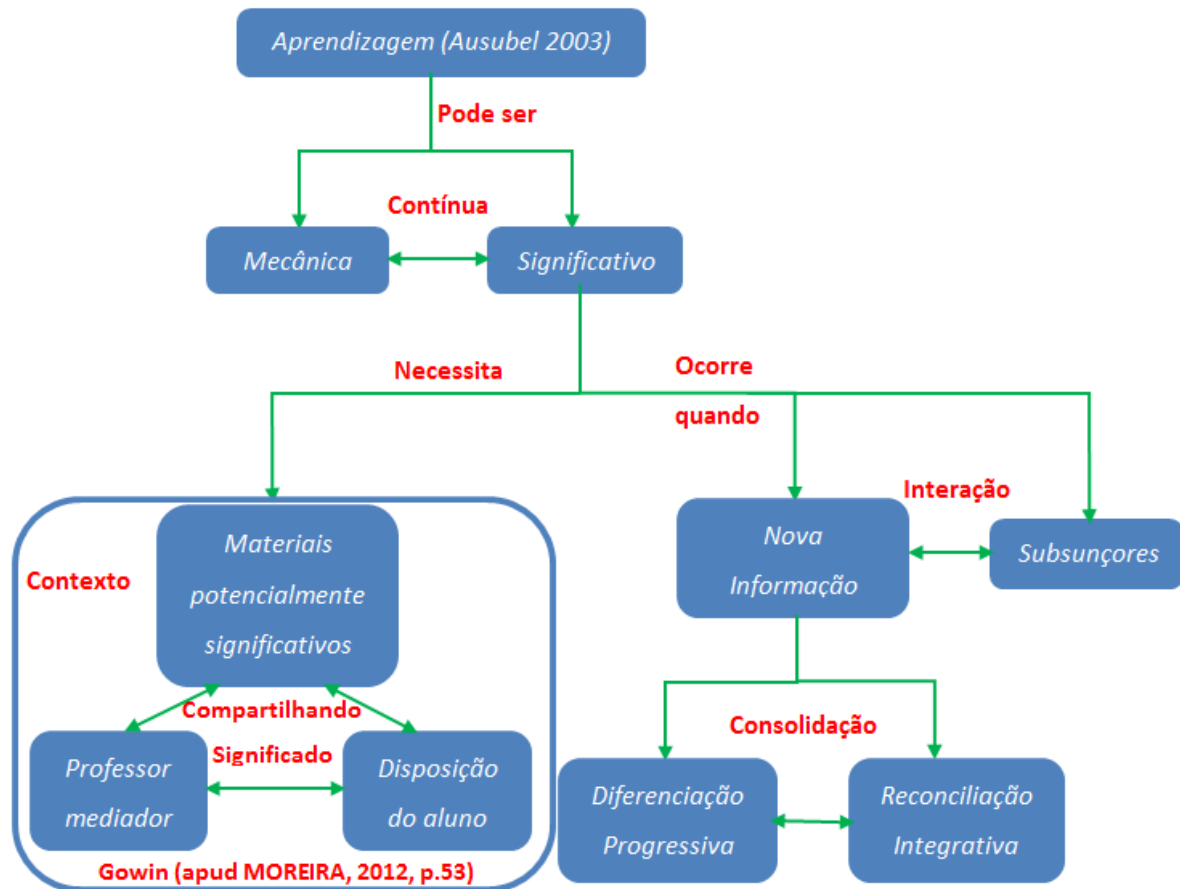 Aprendizagem (Ausubel 2003)
Pode ser
Contínua
Mecânica
Significativo
Necessita
Ocorre
quando
Contexto
Materiais
potencialmente
significativos
Compartilhando
Significado
Professor
mediador
Disposição
do aluno
Gowin (apud MOREIRA, 2012, p.53)
Nova
Informação
Interação
Subsunçores
Consolidação
Diferenciação
Progressiva
Reconciliação
Integrativa